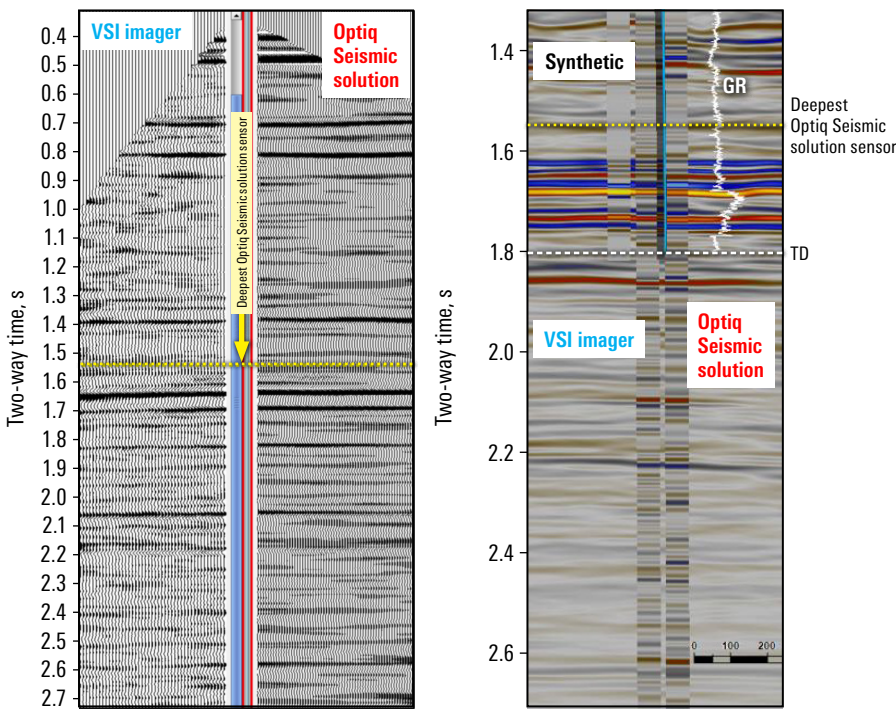 VSI imager
Optiq
Seismic
solution
Two-way time, s
0.4
0.5
0.6
0.7
0.8
0.9
1.0
1.1
1.2
1.3
1.4
1.5
1.6
1.7
1.8
1.9
2.0
2.1
2.2
2.3
2.4
2.5
2.6
2.7
Deepest Optiq Seismic solution sensor
Two-way time, s
1.4
1.6
1.8
2.0
2.2
2.4
2.6
Synthetic
GR
Deepest
Optiq Seismic
solution sensor
TD
VSI imager
Optiq
Seismic
solution
0 100 200